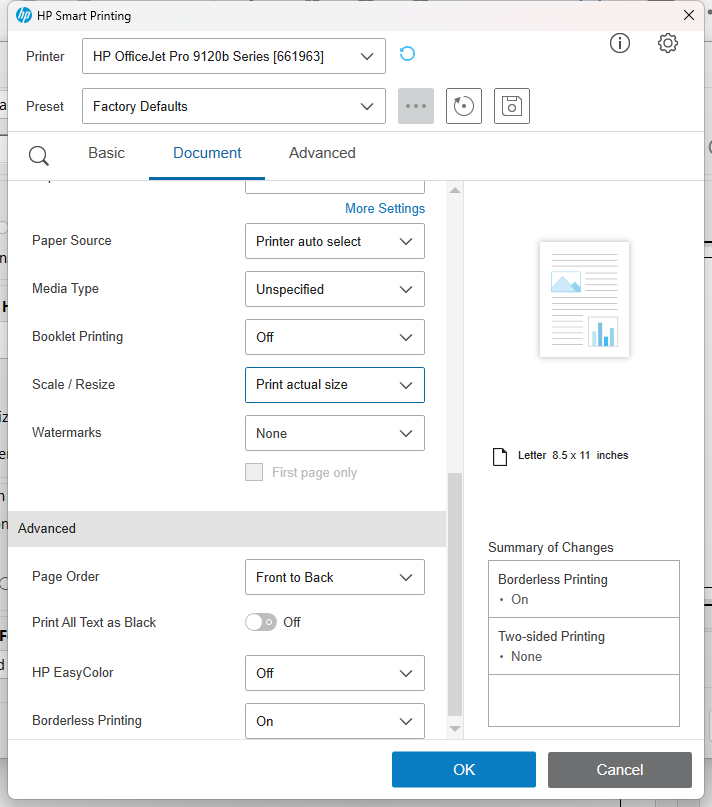 hp HP Smart Printing
Printer HP OfficeJet Pro 9120b Series [661963]
Preset Factory Defaults
Basic Document Advanced
More Settings
Paper Source Printer auto select
Media Type Unspecified
Booklet Printing Off
Scale / Resize Print actual size
Watermarks None
First page only
Letter 8.5 x 11 inches
Advanced
Page Order Front to Back
Print All Text as Black Off
HP EasyColor Off
Borderless Printing On
Summary of Changes
Borderless Printing
• On
Two-sided Printing
• None
OK Cancel